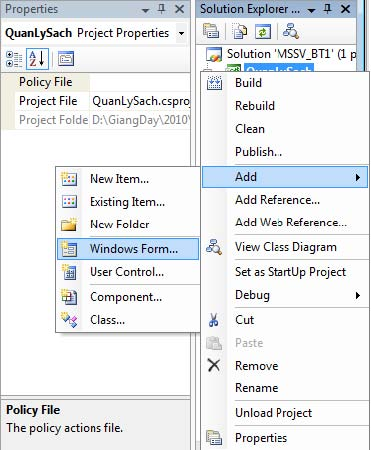 Properties
QuanLySach Project Properties
Policy File
Project File QuanLySach.csproj
Project Folde D:\GiangDay\2010\
New Item...
Existing Item...
New Folder
Windows Form...
User Control...
Component...
Class...
Policy File
The policy actions file.
Solution Explorer ...
Solution 'MSSV_BT1' (1 p
QuanLySach
Build
Rebuild
Clean
Publish...
Add
Add Reference...
Add Web Reference...
View Class Diagram
Set as StartUp Project
Debug
Cut
Paste
Remove
Rename
Unload Project
Properties